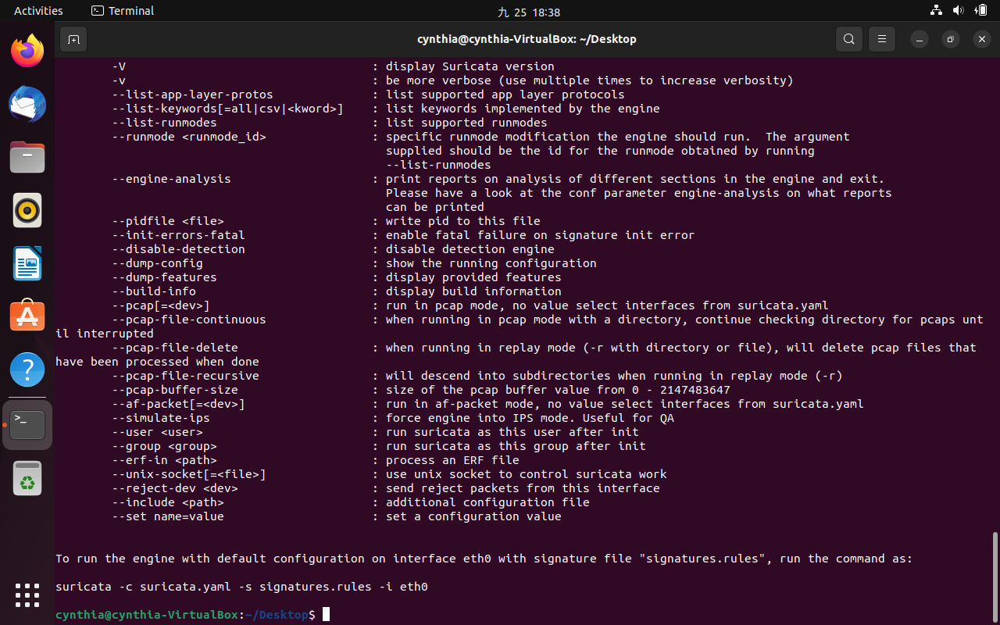 Activities
Terminal
九 25 18:38
cynthia@cynthia-VirtualBox: ~/Desktop
-V : display Suricata version
-v : be more verbose (use multiple times to increase verbosity)
--list-app-layer-protos : list supported app layer protocols
--list-keywords[=all|csv|<kword>] : list keywords implemented by the engine
--list-runmodes : list supported runmodes
--runmode <runmode_id> : specific runmode modification the engine should run.  The argument
supplied should be the id for the runmode obtained by running
--list-runmodes
--engine-analysis : print reports on analysis of different sections in the engine and exit.
Please have a look at the conf parameter engine-analysis on what reports
can be printed
--pidfile <file> : write pid to this file
--init-errors-fatal : enable fatal failure on signature init error
--disable-detection : disable detection engine
--dump-config : show the running configuration
--dump-features : display provided features
--build-info : display build information
--pcap[=<dev>] : run in pcap mode, no value select interfaces from suricata.yaml
--pcap-file-continuous : when running in pcap mode with a directory, continue checking directory for pcaps unt
il interrupted
--pcap-file-delete : when running in replay mode (-r with directory or file), will delete pcap files that
have been processed when done
--pcap-file-recursive : will descend into subdirectories when running in replay mode (-r)
--pcap-buffer-size : size of the pcap buffer value from 0 - 2147483647
--af-packet[=<dev>] : run in af-packet mode, no value select interfaces from suricata.yaml
--simulate-ips : force engine into IPS mode. Useful for QA
--user <user> : run suricata as this user after init
--group <group> : run suricata as this group after init
--erf-in <path> : process an ERF file
--unix-socket[=<file>] : use unix socket to control suricata work
--reject-dev <dev> : send reject packets from this interface
--include <path> : additional configuration file
--set name=value : set a configuration value
To run the engine with default configuration on interface eth0 with signature file "signatures.rules", run the command as:
suricata -c suricata.yaml -s signatures.rules -i eth0
cynthia@cynthia-VirtualBox:~/Desktop$